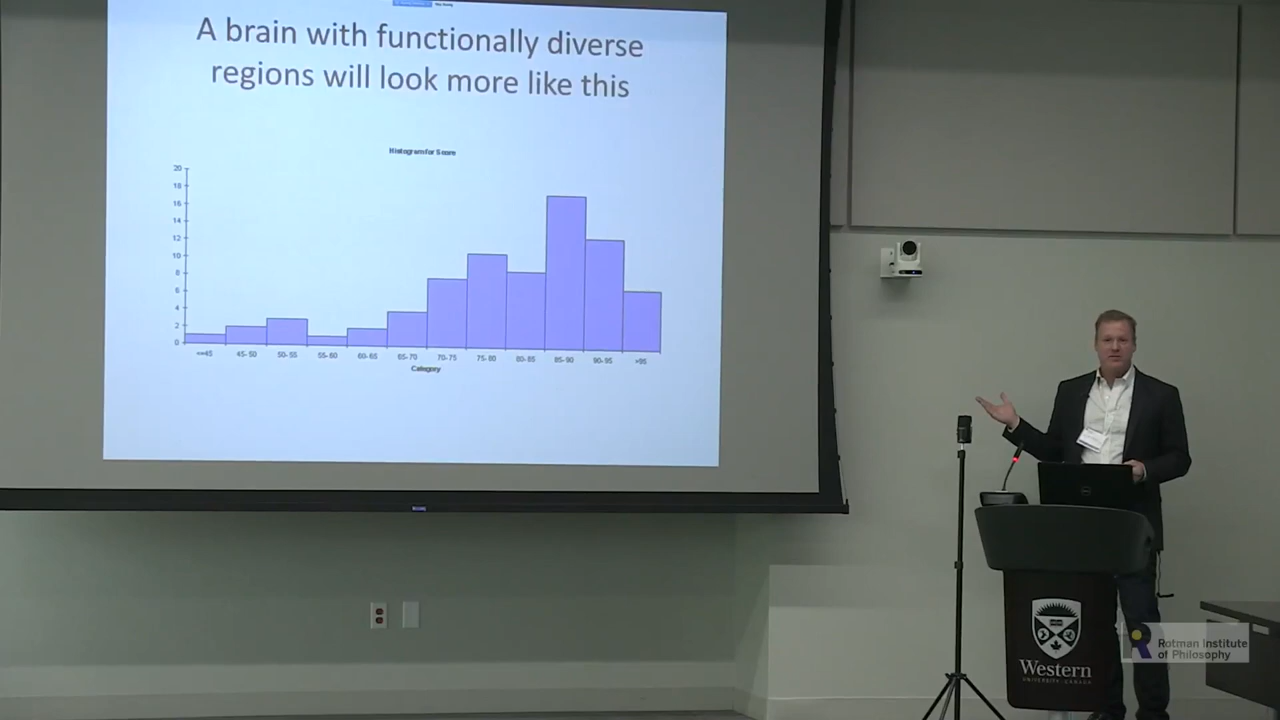 A brain with functionally diverse
regions will look more like this
Histogram for Score
20
18
16
14
12
10
8
6
4
2
0
<=45 45-50 50-55 55-60 60-65 65-70 70-75 75-80 80-85 85-90 90-95 >95
Category
Western
UNIVERSITY·CANADA
Rotman Institute
of Philosophy